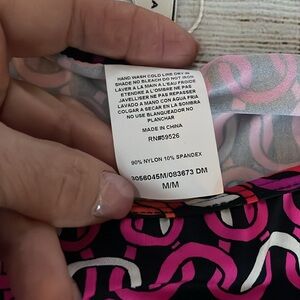 HAND WASH COLD LINE DRY IN
SHADE NO BLEACH DO NOT IRON
LAVER A LA MAIN A L'EAU FROIDE
ETENDRE A L'OMBRE NE PAS
JAVELLISER NE PAS REPASSER
LAVADO A MANO CON AGUA FRIA
COLGAR A SECAR EN LA SOMBRA
NO USE BLANQUEADOR NO
PLANCHAR
MADE IN CHINA
RN#59526
90% NYLON 10% SPANDEX
3056045M/083673 DM
M/M